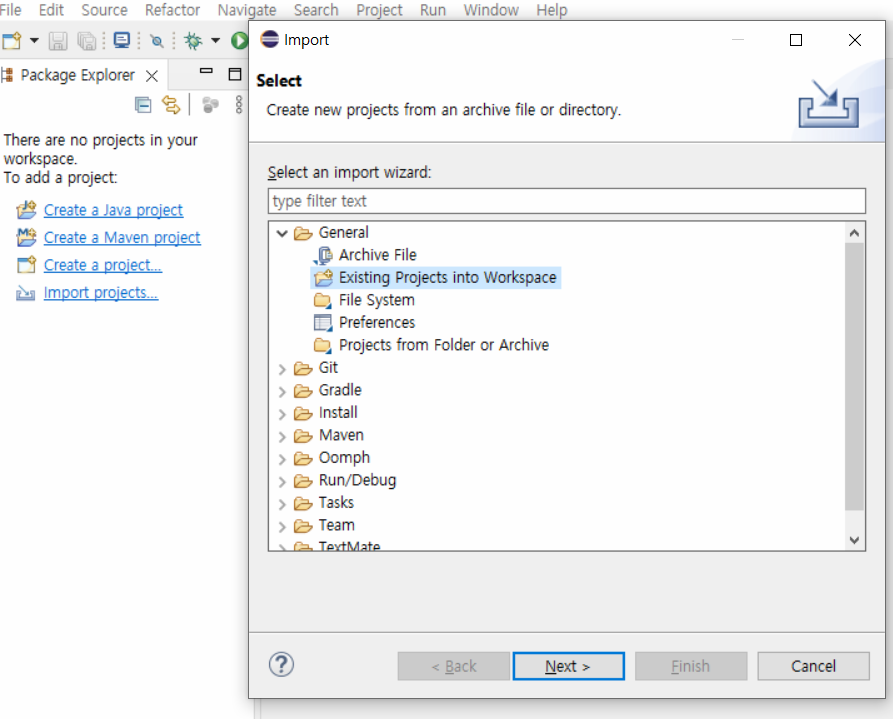 File Edit Source Refactor Navigate Search Project Run Window Help
Package Explorer
There are no projects in your
workspace.
To add a project:
Create a Java project
Create a Maven project
Create a project...
Import projects...
Import
Select
Create new projects from an archive file or directory.
Select an import wizard:
type filter text
General
Archive File
Existing Projects into Workspace
File System
Preferences
Projects from Folder or Archive
Git
Gradle
Install
Maven
Oomph
Run/Debug
Tasks
Team
TextMate
< Back Next > Finish Cancel